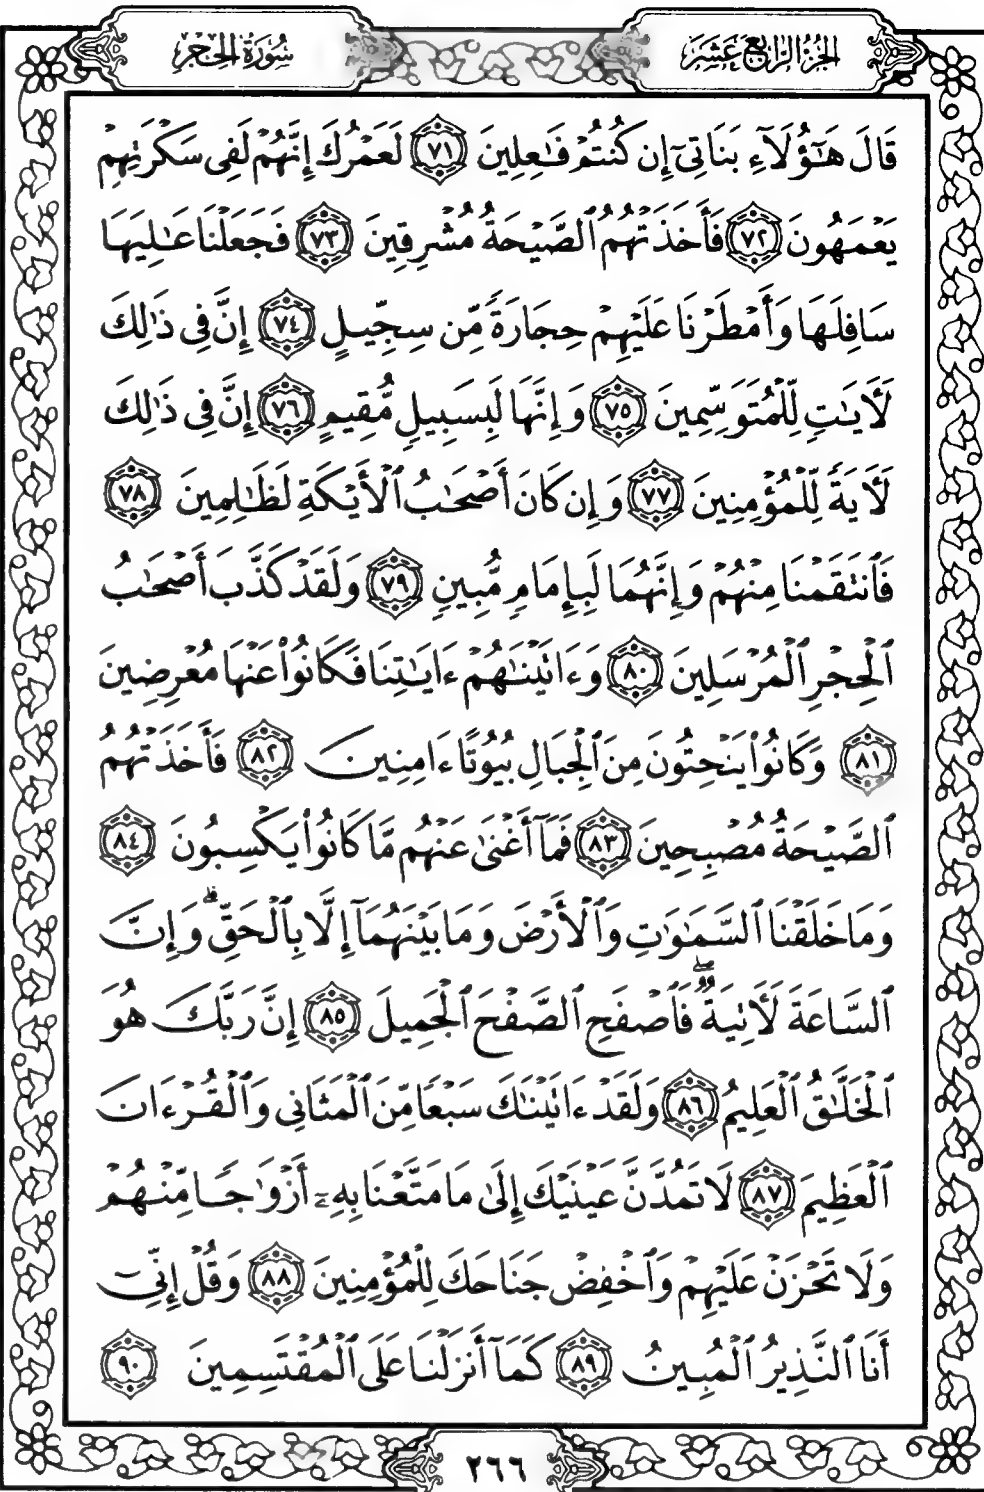 الجزء الرابع عشر
سورة الحجر
قَالَ هَٰٓؤُلَآءِ بَنَاتِىٓ إِن كُنتُمْ فَٰعِلِينَ ٧١ لَعَمْرُكَ إِنَّهُمْ لَفِى سَكْرَتِهِمْ
يَعْمَهُونَ ٧٢ فَأَخَذَتْهُمُ ٱلصَّيْحَةُ مُشْرِقِينَ ٧٣ فَجَعَلْنَا عَٰلِيَهَا
سَافِلَهَا وَأَمْطَرْنَا عَلَيْهِمْ حِجَارَةً مِّن سِجِّيلٍ ٧٤ إِنَّ فِى ذَٰلِكَ
لَأٓيَٰتٍ لِّلْمُتَوَسِّمِينَ ٧٥ وَإِنَّهَا لَبِسَبِيلٍ مُّقِيمٍ ٧٦ إِنَّ فِى ذَٰلِكَ
لَأٓيَةً لِّلْمُؤْمِنِينَ ٧٧ وَإِن كَانَ أَصْحَٰبُ ٱلْأَيْكَةِ لَظَٰلِمِينَ ٧٨
فَٱنتَقَمْنَا مِنْهُمْ وَإِنَّهُمَا لَبِإِمَامٍ مُّبِينٍ ٧٩ وَلَقَدْ كَذَّبَ أَصْحَٰبُ
ٱلْحِجْرِ ٱلْمُرْسَلِينَ ٨٠ وَءَاتَيْنَٰهُمْ ءَايَٰتِنَا فَكَانُوا۟ عَنْهَا مُعْرِضِينَ
٨١ وَكَانُوا۟ يَنْحِتُونَ مِنَ ٱلْجِبَالِ بُيُوتًا ءَامِنِينَ ٨٢ فَأَخَذَتْهُمُ
ٱلصَّيْحَةُ مُصْبِحِينَ ٨٣ فَمَآ أَغْنَىٰ عَنْهُم مَّا كَانُوا۟ يَكْسِبُونَ ٨٤
وَمَا خَلَقْنَا ٱلسَّمَٰوَٰتِ وَٱلْأَرْضَ وَمَا بَيْنَهُمَآ إِلَّا بِٱلْحَقِّ ۗ وَإِنَّ
ٱلسَّاعَةَ لَأٓتِيَةٌ ۖ فَٱصْفَحِ ٱلصَّفْحَ ٱلْجَمِيلَ ٨٥ إِنَّ رَبَّكَ هُوَ
ٱلْخَلَّٰقُ ٱلْعَلِيمُ ٨٦ وَلَقَدْ ءَاتَيْنَٰكَ سَبْعًا مِّنَ ٱلْمَثَانِى وَٱلْقُرْءَانَ
ٱلْعَظِيمَ ٨٧ لَا تَمُدَّنَّ عَيْنَيْكَ إِلَىٰ مَا مَتَّعْنَا بِهِۦٓ أَزْوَٰجًا مِّنْهُمْ
وَلَا تَحْزَنْ عَلَيْهِمْ وَٱخْفِضْ جَنَاحَكَ لِلْمُؤْمِنِينَ ٨٨ وَقُلْ إِنِّىٓ
أَنَا ٱلنَّذِيرُ ٱلْمُبِينُ ٨٩ كَمَآ أَنزَلْنَا عَلَى ٱلْمُقْتَسِمِينَ ٩٠
٢٦٦